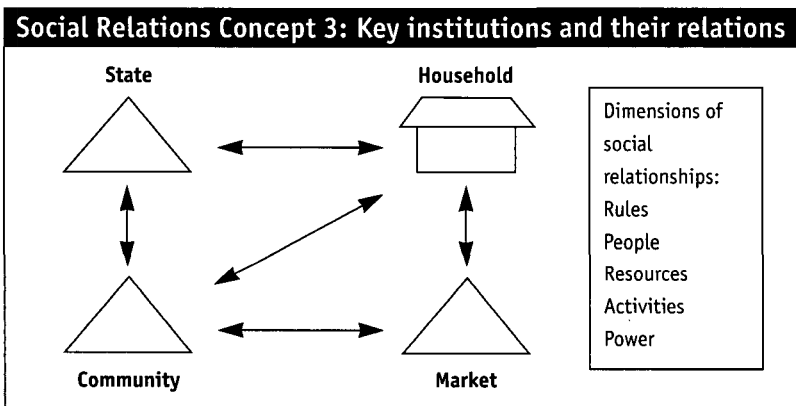 Social Relations Concept 3: Key institutions and their relations
State
Household
Community
Market
Dimensions of
social
relationships:
Rules
People
Resources
Activities
Power